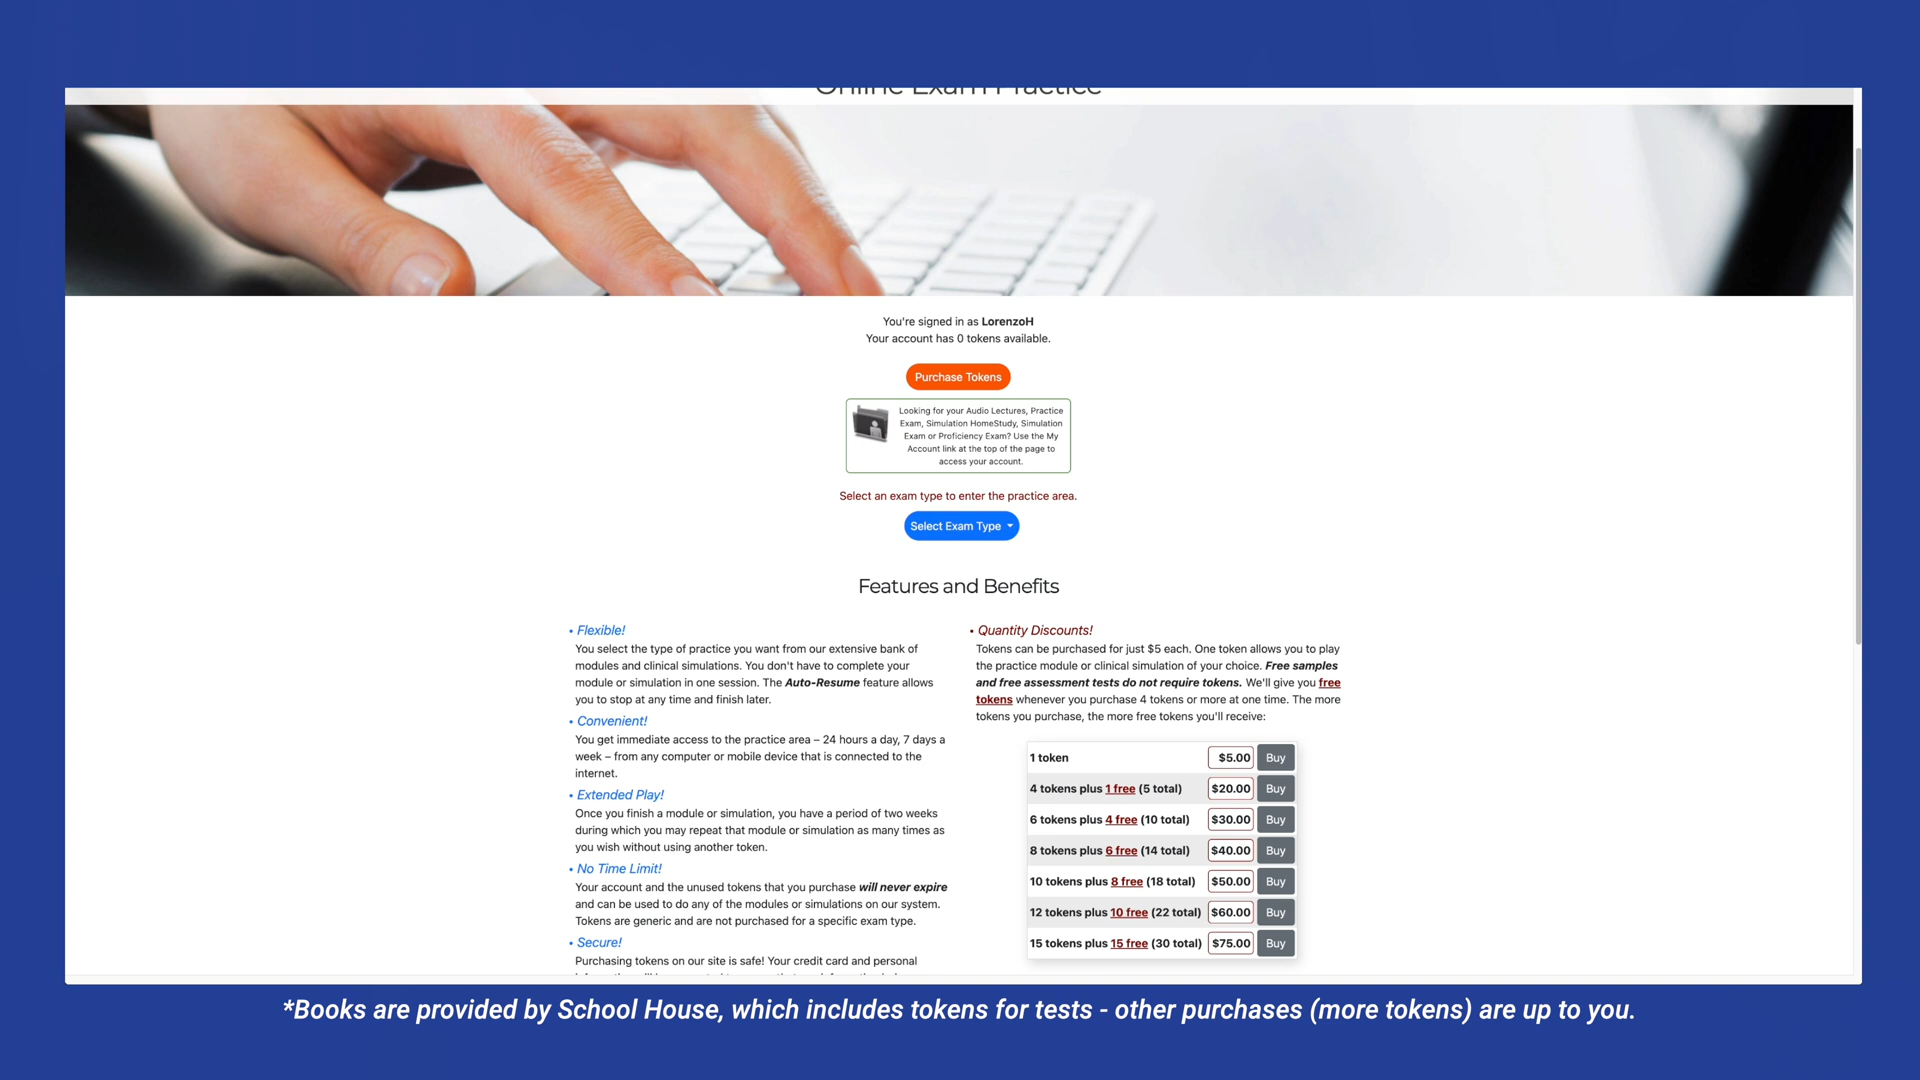 Online Exam Practice
You're signed in as LorenzoH
Your account has 0 tokens available.
Purchase Tokens
Looking for your Audio Lectures, Practice
Exam, Simulation HomeStudy, Simulation
Exam or Proficiency Exam? Use the My
Account link at the top of the page to
access your account.
Select an exam type to enter the practice area.
Select Exam Type
Features and Benefits
• Flexible!
You select the type of practice you want from our extensive bank of
modules and clinical simulations. You don't have to complete your
module or simulation in one session. The Auto-Resume feature allows
you to stop at any time and finish later.
• Convenient!
You get immediate access to the practice area – 24 hours a day, 7 days a
week – from any computer or mobile device that is connected to the
internet.
• Extended Play!
Once you finish a module or simulation, you have a period of two weeks
during which you may repeat that module or simulation as many times as
you wish without using another token.
• No Time Limit!
Your account and the unused tokens that you purchase will never expire
and can be used to do any of the modules or simulations on our system.
Tokens are generic and are not purchased for a specific exam type.
• Secure!
Purchasing tokens on our site is safe! Your credit card and personal
• Quantity Discounts!
Tokens can be purchased for just $5 each. One token allows you to play
the practice module or clinical simulation of your choice. Free samples
and free assessment tests do not require tokens. We'll give you free
tokens whenever you purchase 4 tokens or more at one time. The more
tokens you purchase, the more free tokens you'll receive:
1 token $5.00 Buy
4 tokens plus 1 free (5 total) $20.00 Buy
6 tokens plus 4 free (10 total) $30.00 Buy
8 tokens plus 6 free (14 total) $40.00 Buy
10 tokens plus 8 free (18 total) $50.00 Buy
12 tokens plus 10 free (22 total) $60.00 Buy
15 tokens plus 15 free (30 total) $75.00 Buy
*Books are provided by School House, which includes tokens for tests - other purchases (more tokens) are up to you.